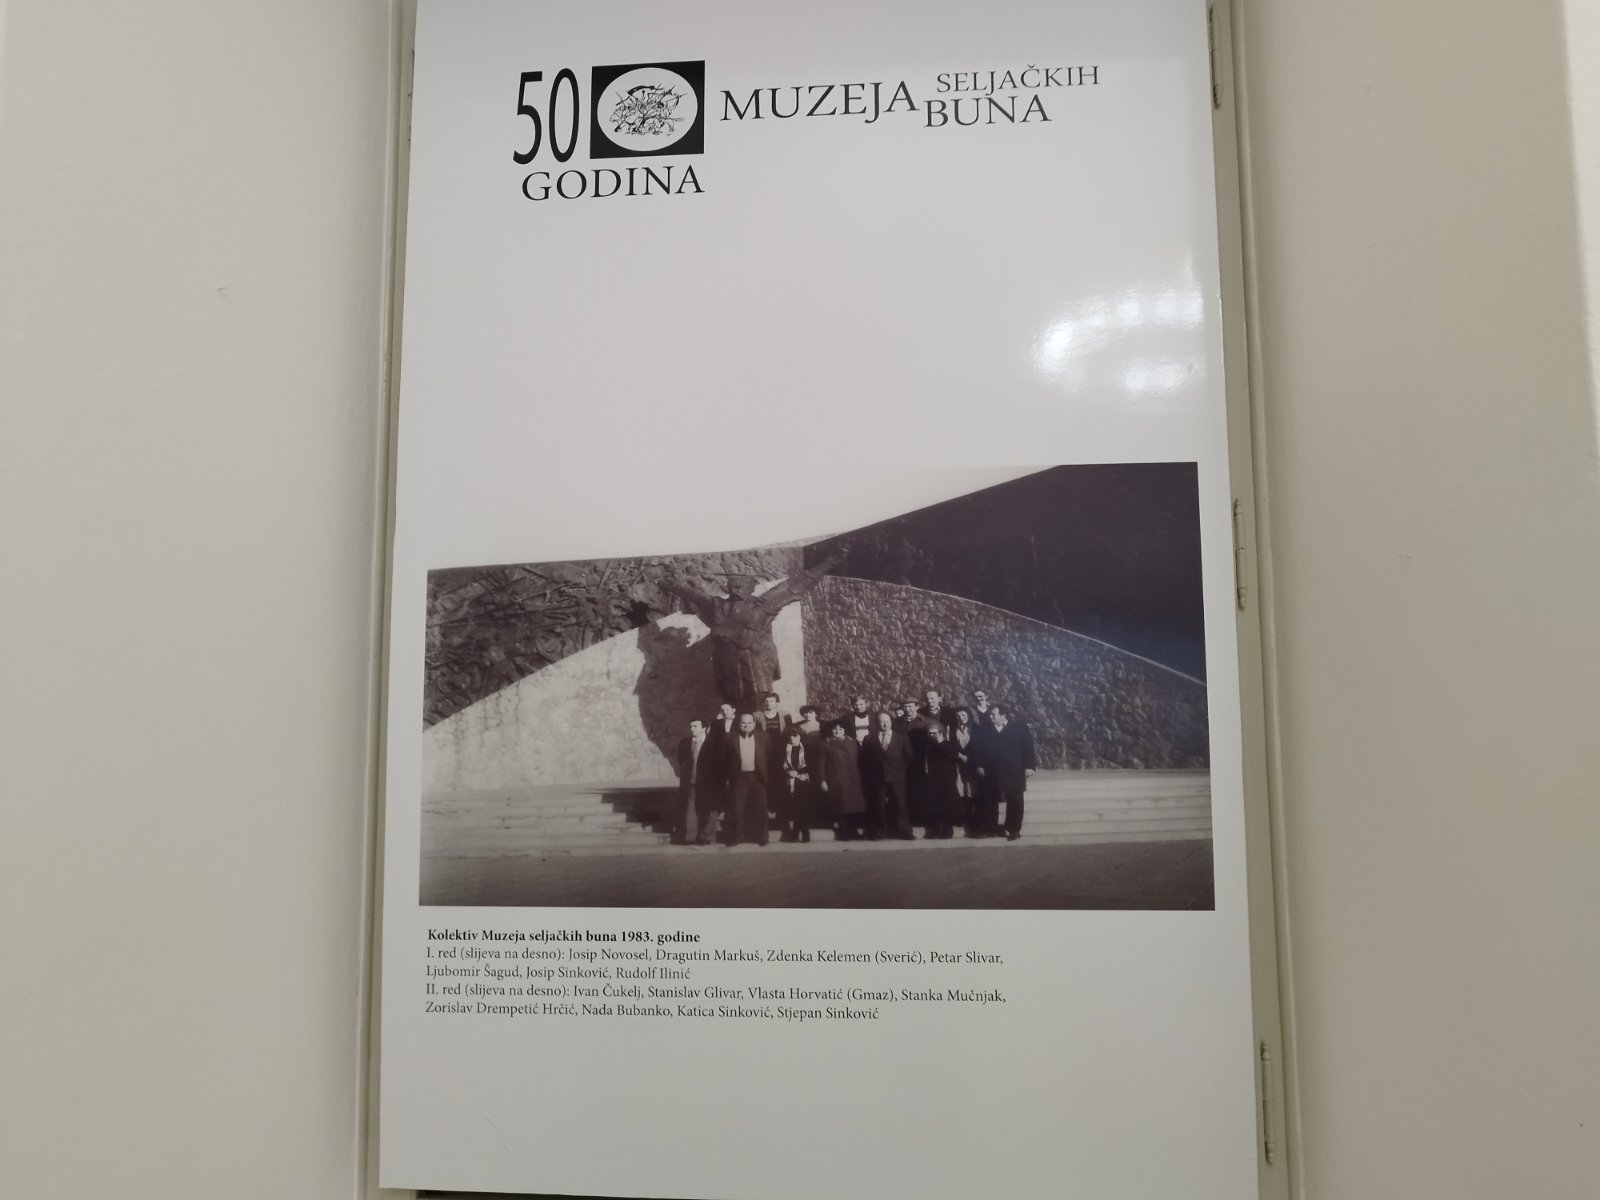 50
GODINA
MUZEJA SELJAČKIH
BUNA
Kolektiv Muzeja seljačkih buna 1983. godine
I. red (slijeva na desno): Josip Novosel, Dragutin Markuš, Zdenka Kelemen (Sverić), Petar Slivar,
Ljubomir Šagud, Josip Sinković, Rudolf Ilinić
II. red (slijeva na desno): Ivan Čukelj, Stanislav Glivar, Vlasta Horvatić (Gmaz), Stanka Mučnjak,
Zorislav Drempetić Hrčić, Nada Bubanko, Katica Sinković, Stjepan Sinković